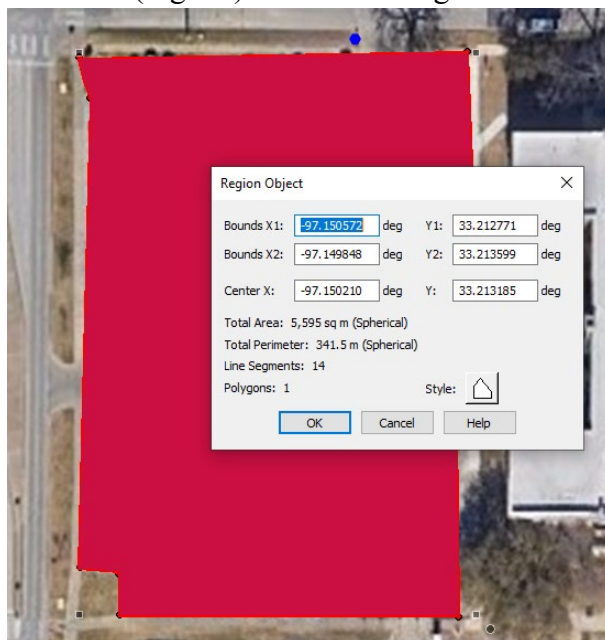 Region Object
Bounds X1: -97.150572 deg Y1: 33.212771 deg
Bounds X2: -97.149848 deg Y2: 33.213599 deg
Center X: -97.150210 deg Y: 33.213185 deg
Total Area: 5,595 sq m (Spherical)
Total Perimeter: 341.5 m (Spherical)
Line Segments: 14
Polygons: 1 Style:
OK Cancel Help